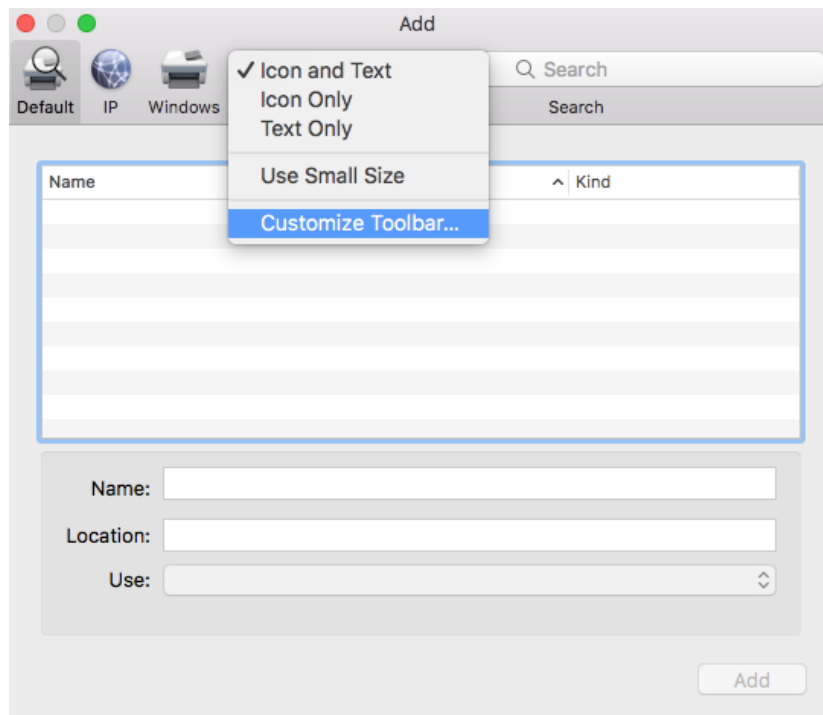 Add
Default IP Windows
✓ Icon and Text
Icon Only
Text Only
Use Small Size
Customize Toolbar...
Search
Search
Name Kind
Name:
Location:
Use:
Add